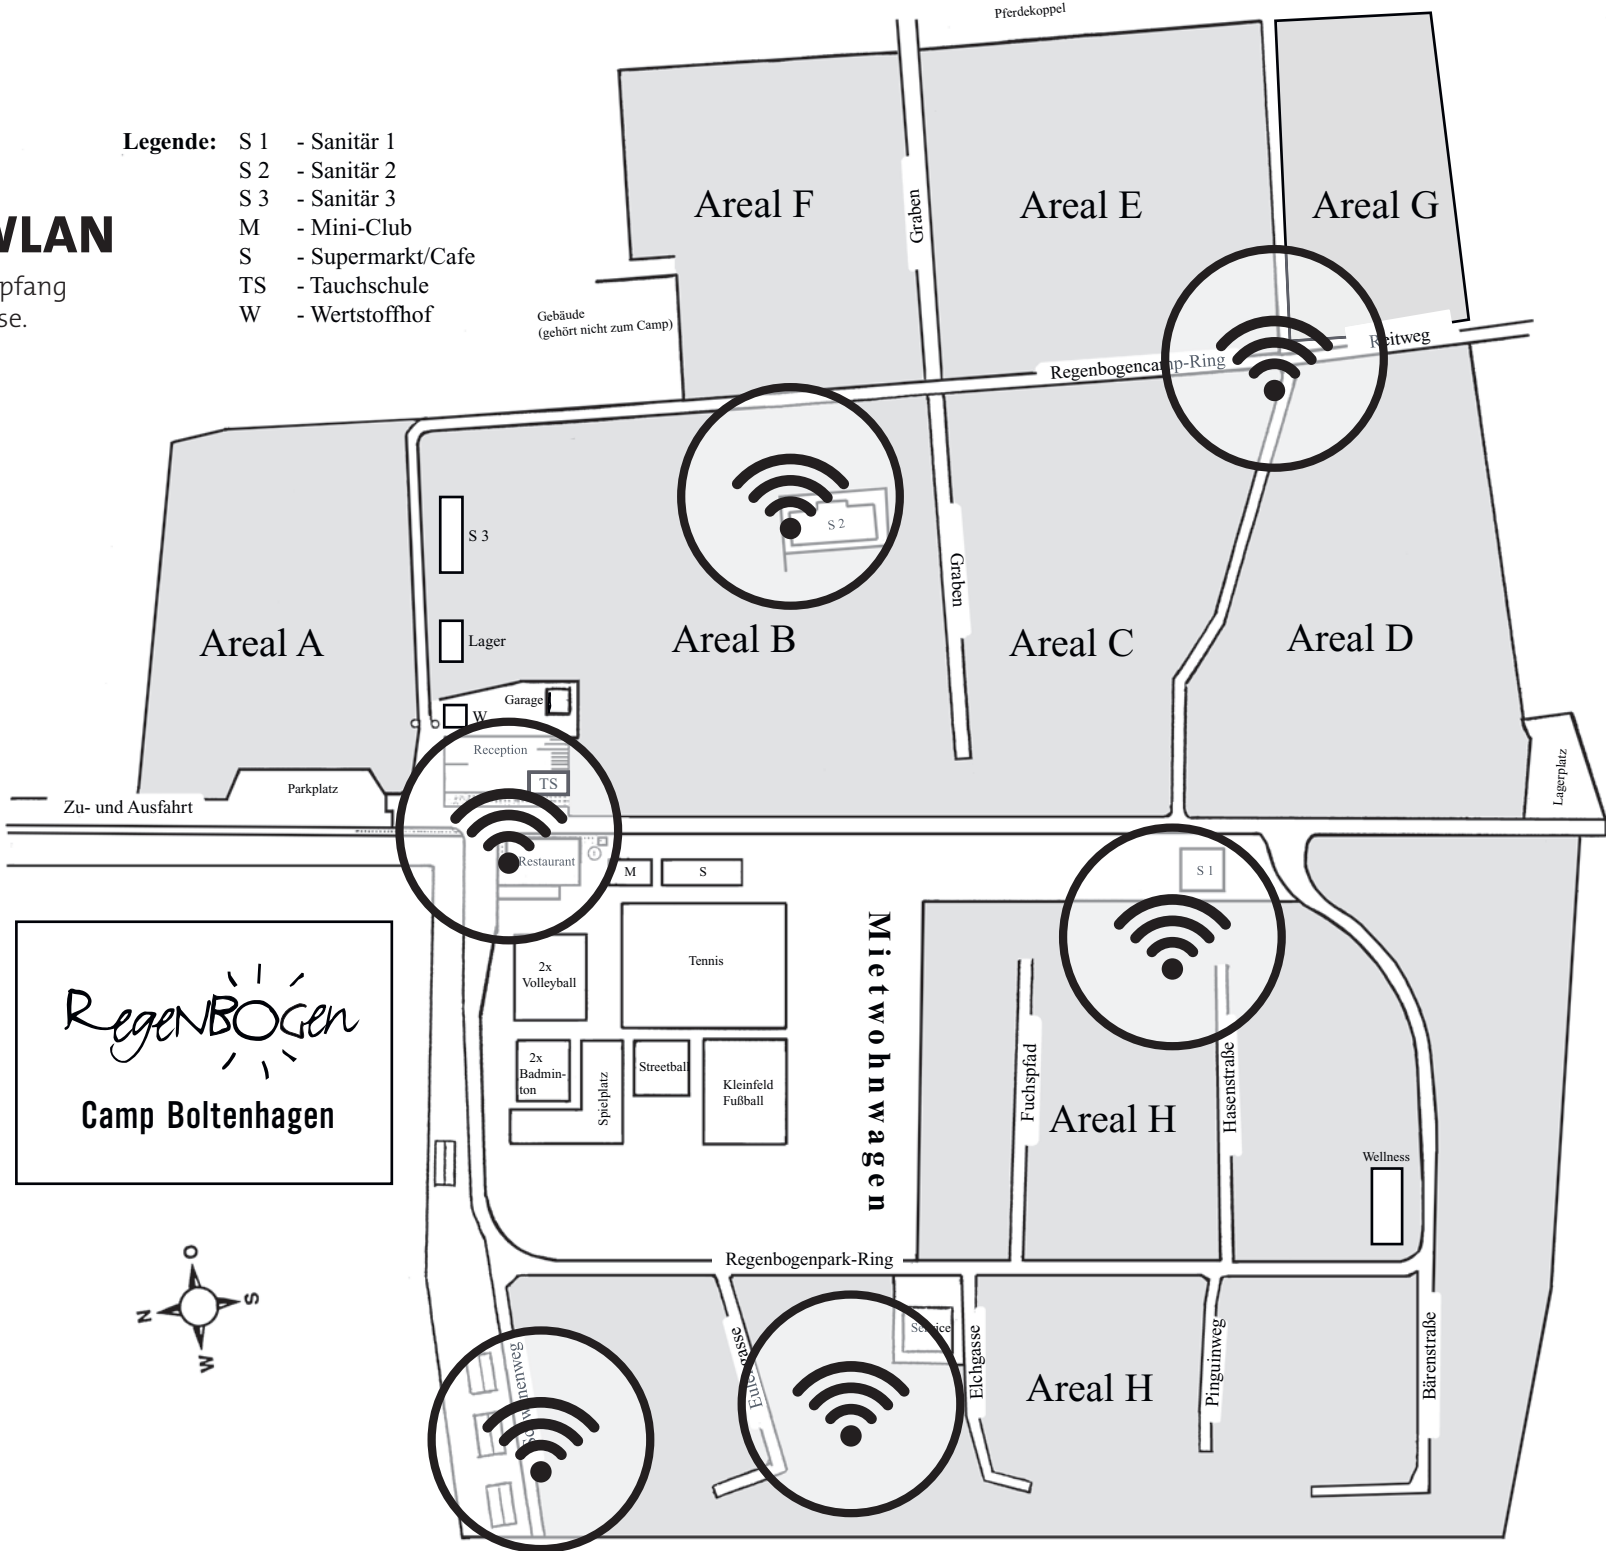 Pferdekoppel
Legende:
S 1 - Sanitär 1
S 2 - Sanitär 2
S 3 - Sanitär 3
M - Mini-Club
S - Supermarkt/Cafe
TS - Tauchschule
W - Wertstoffhof
WLAN
pfang
se.
Areal F
Graben
Areal E
Areal G
Gebäude
(gehört nicht zum Camp)
Regenbogencamp-Ring
Reitweg
S 3
S 2
Graben
Lager
Areal A
Areal B
Areal C
Areal D
Garage
W
Reception
TS
Parkplatz
Zu- und Ausfahrt
Lagerplatz
Restaurant
M
S
S 1
Mietwohnwagen
2x
Volleyball
Tennis
REGENBOGEN
Camp Boltenhagen
2x
Badmin-
ton
Spielplatz
Streetball
Kleinfeld
Fußball
Fuchspfad
Areal H
Hasenstraße
Wellness
Regenbogenpark-Ring
O
N
S
W
Schwanenweg
Eulengasse
Service
Elchgasse
Areal H
Pinguinweg
Bärenstraße